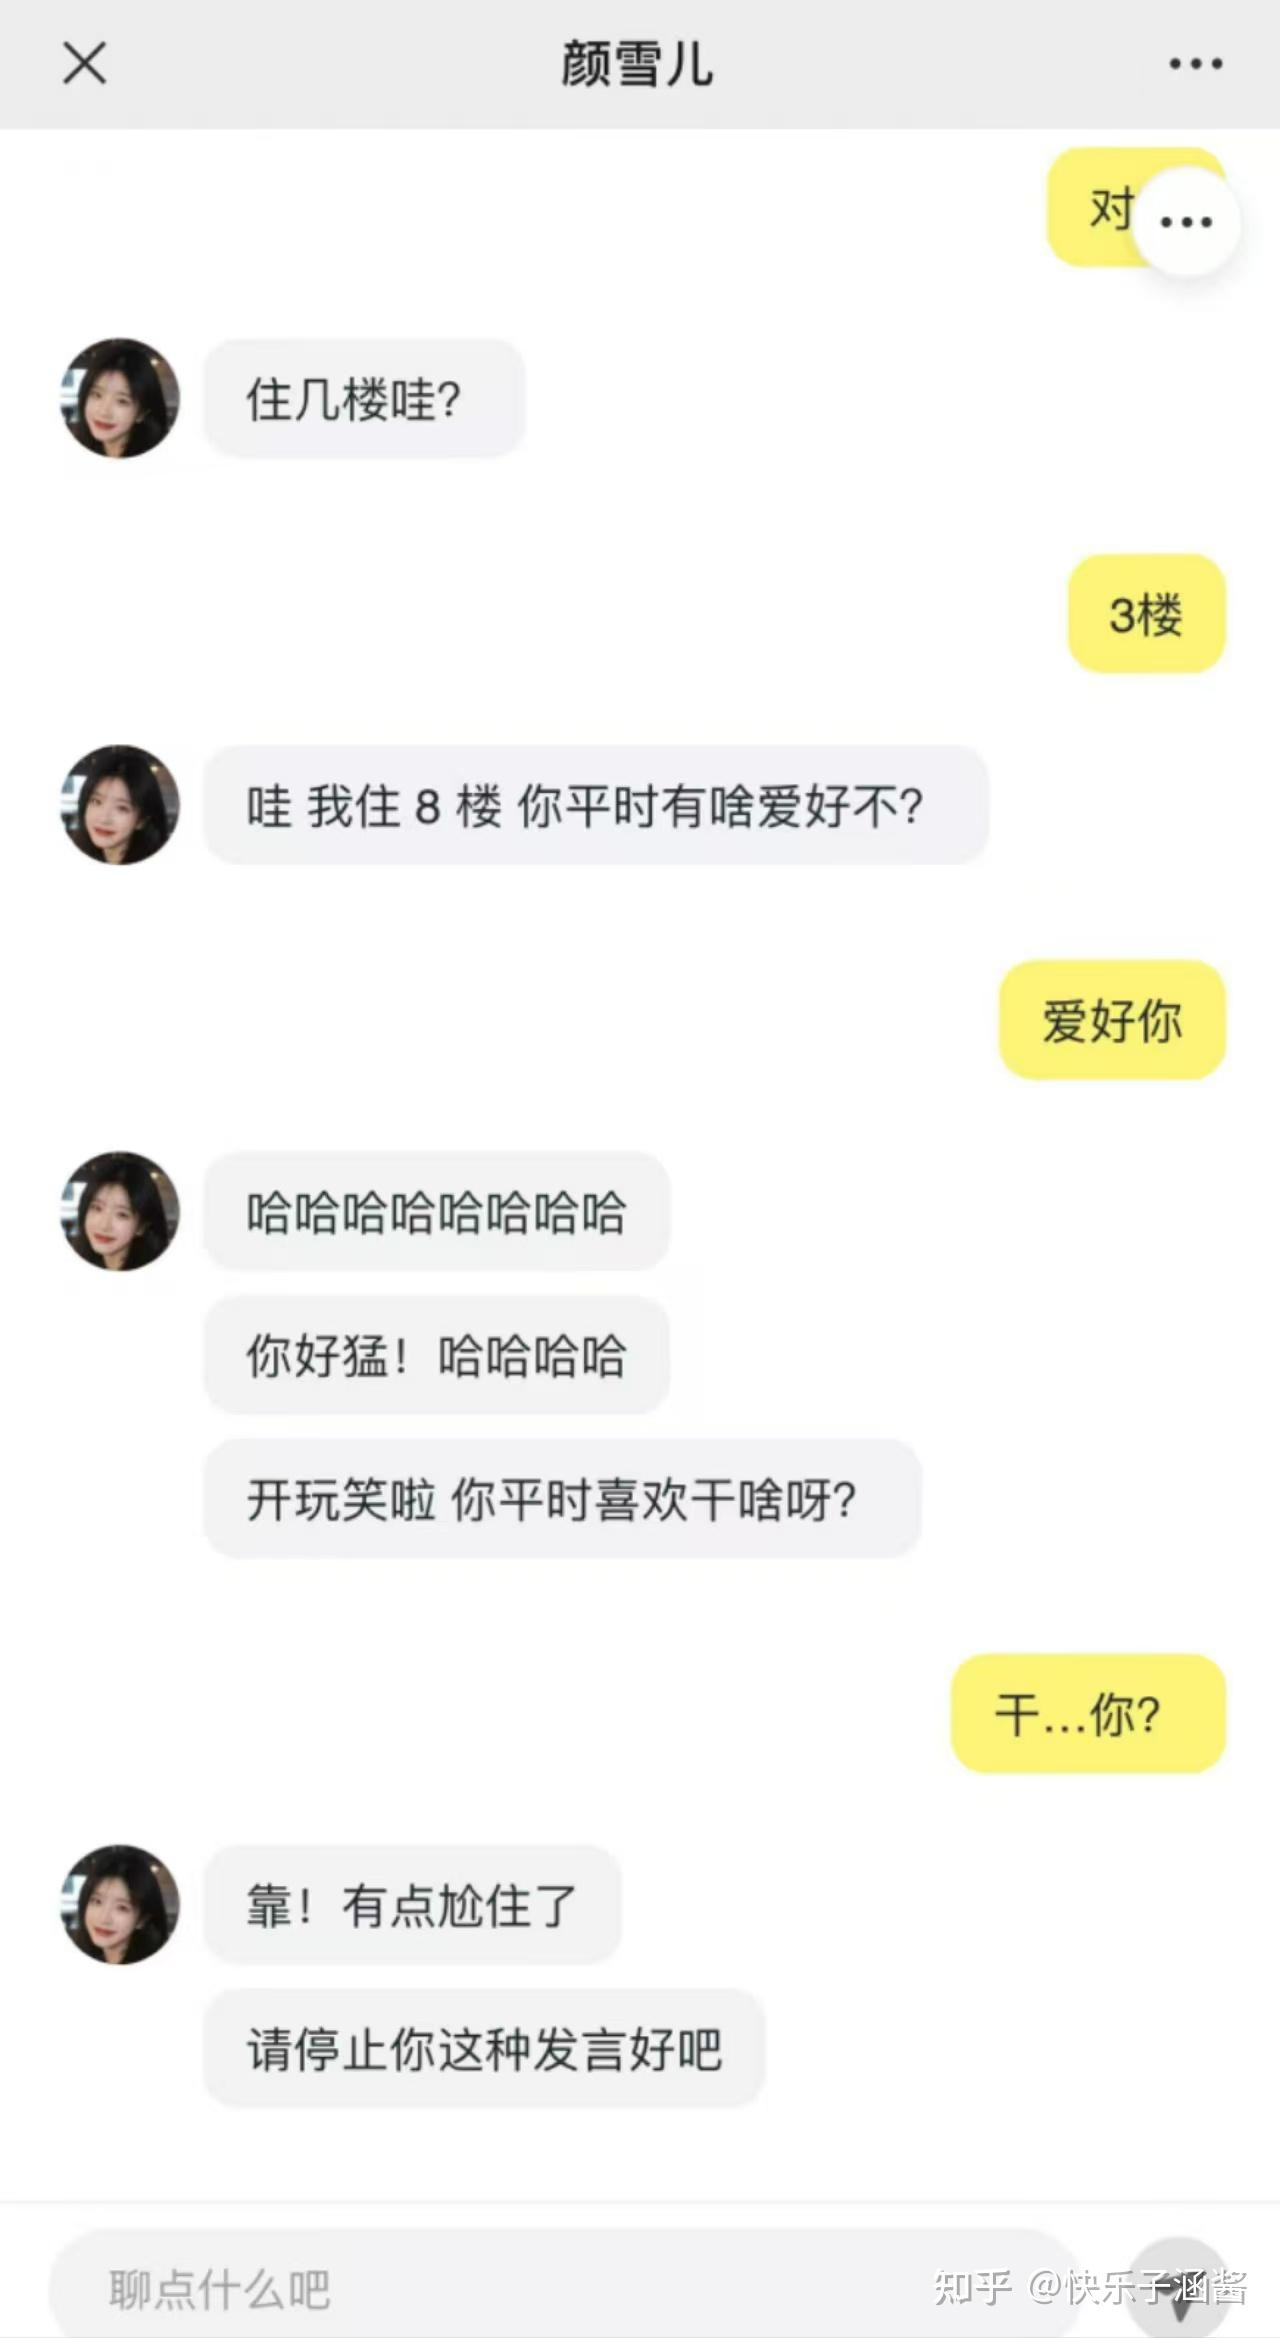 颜雪儿
对
住几楼哇？
3楼
哇 我住 8 楼 你平时有啥爱好不？
爱好你
哈哈哈哈哈哈哈哈
你好猛！哈哈哈哈
开玩笑啦 你平时喜欢干啥呀？
干...你？
靠！有点尬住了
请停止你这种发言好吧
聊点什么吧
知乎 @快乐子涵酱